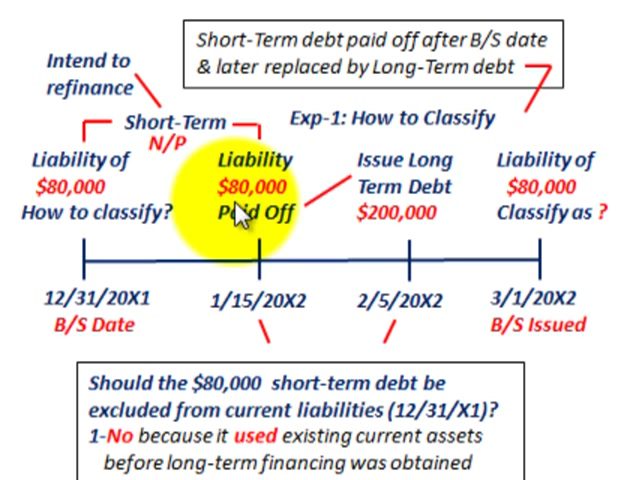 Short-Term debt paid off after B/S date
& later replaced by Long-Term debt
Intend to
refinance
Short-Term
N/P
Exp-1: How to Classify
Liability of
$80,000
How to classify?
Liability
$80,000
Paid Off
Issue Long
Term Debt
$200,000
Liability of
$80,000
Classify as ?
12/31/20X1
B/S Date
1/15/20X2
2/5/20X2
3/1/20X2
B/S Issued
Should the $80,000 short-term debt be
excluded from current liabilities (12/31/X1)?
1-No because it used existing current assets
before long-term financing was obtained